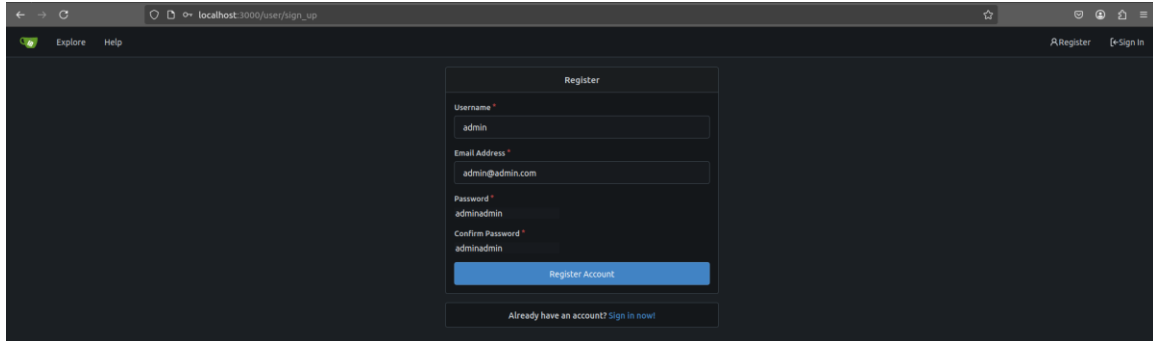 localhost:3000/user/sign_up
Explore Help Register Sign In
Register
Username *
admin
Email Address *
admin@admin.com
Password *
adminadmin
Confirm Password *
adminadmin
Register Account
Already have an account? Sign in now!